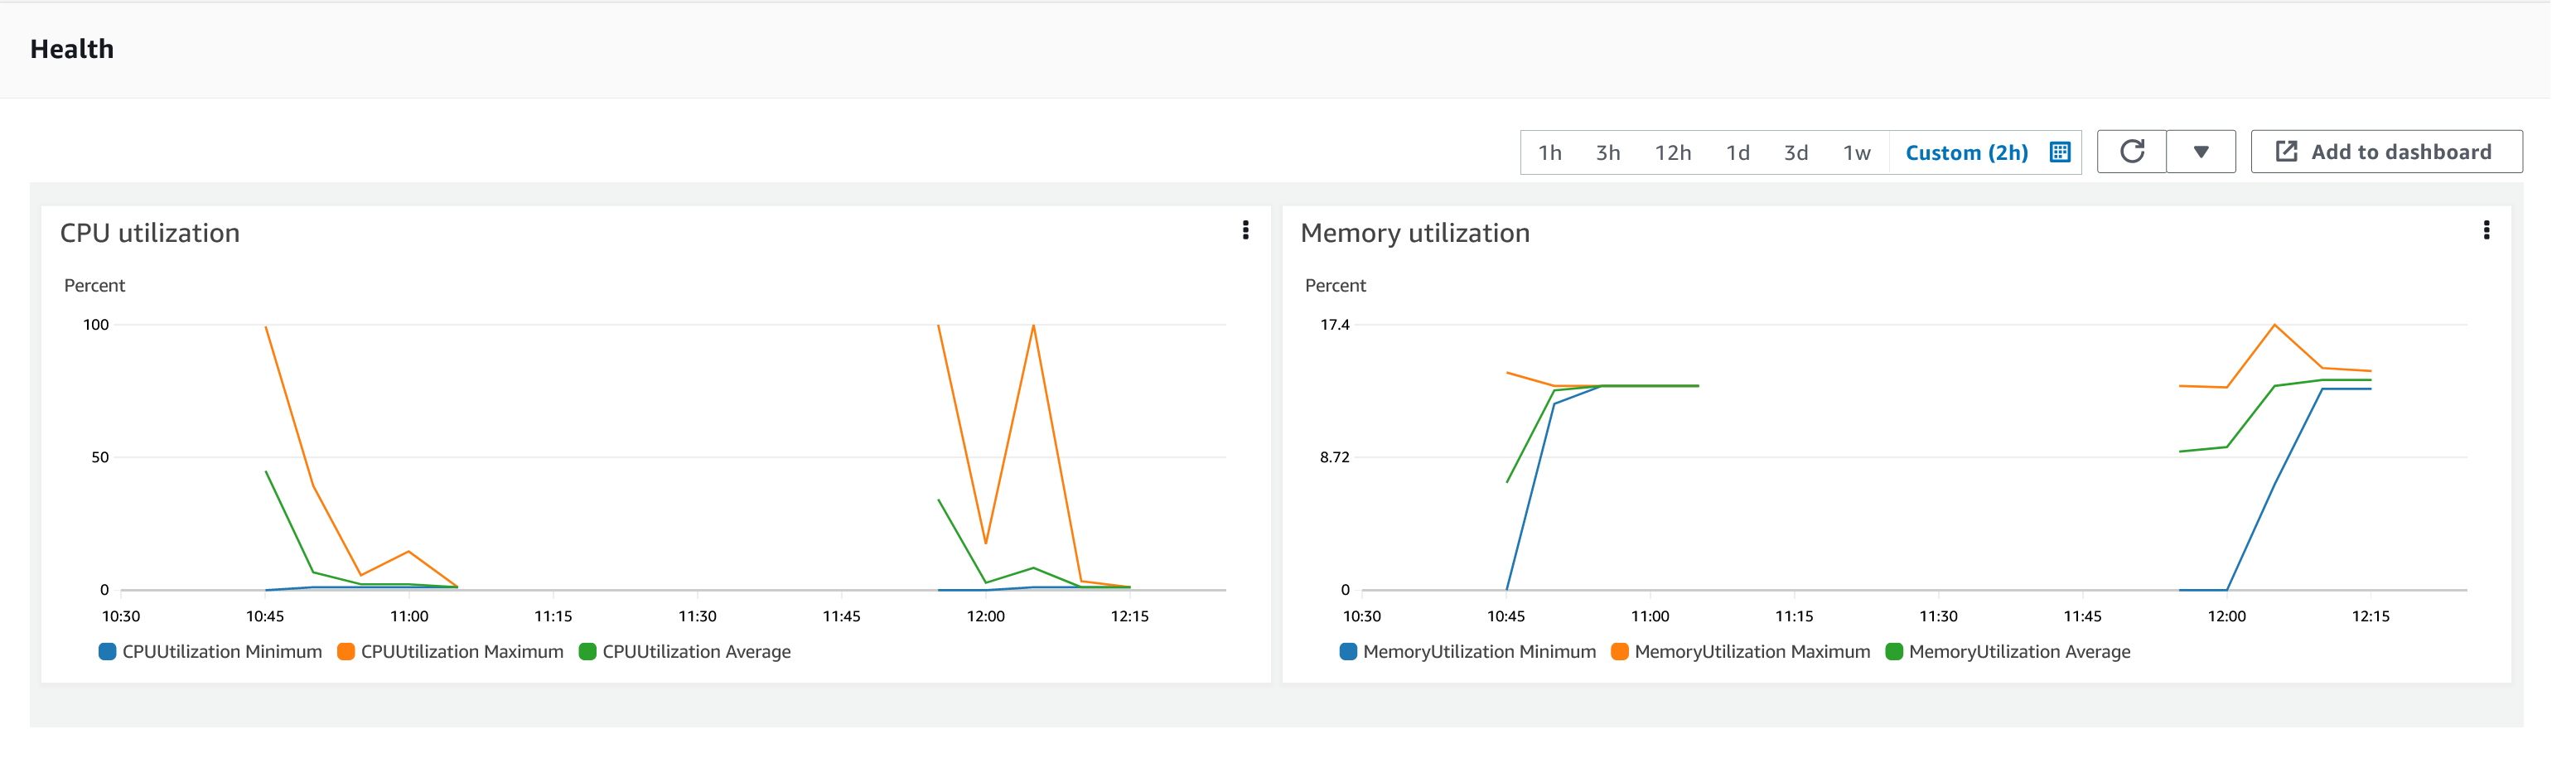 Health
1h 3h 12h 1d 3d 1w Custom (2h) Add to dashboard
CPU utilization
Percent
100
50
0
10:30 10:45 11:00 11:15 11:30 11:45 12:00 12:15
CPUUtilization Minimum CPUUtilization Maximum CPUUtilization Average
Memory utilization
Percent
17.4
8.72
0
10:30 10:45 11:00 11:15 11:30 11:45 12:00 12:15
MemoryUtilization Minimum MemoryUtilization Maximum MemoryUtilization Average